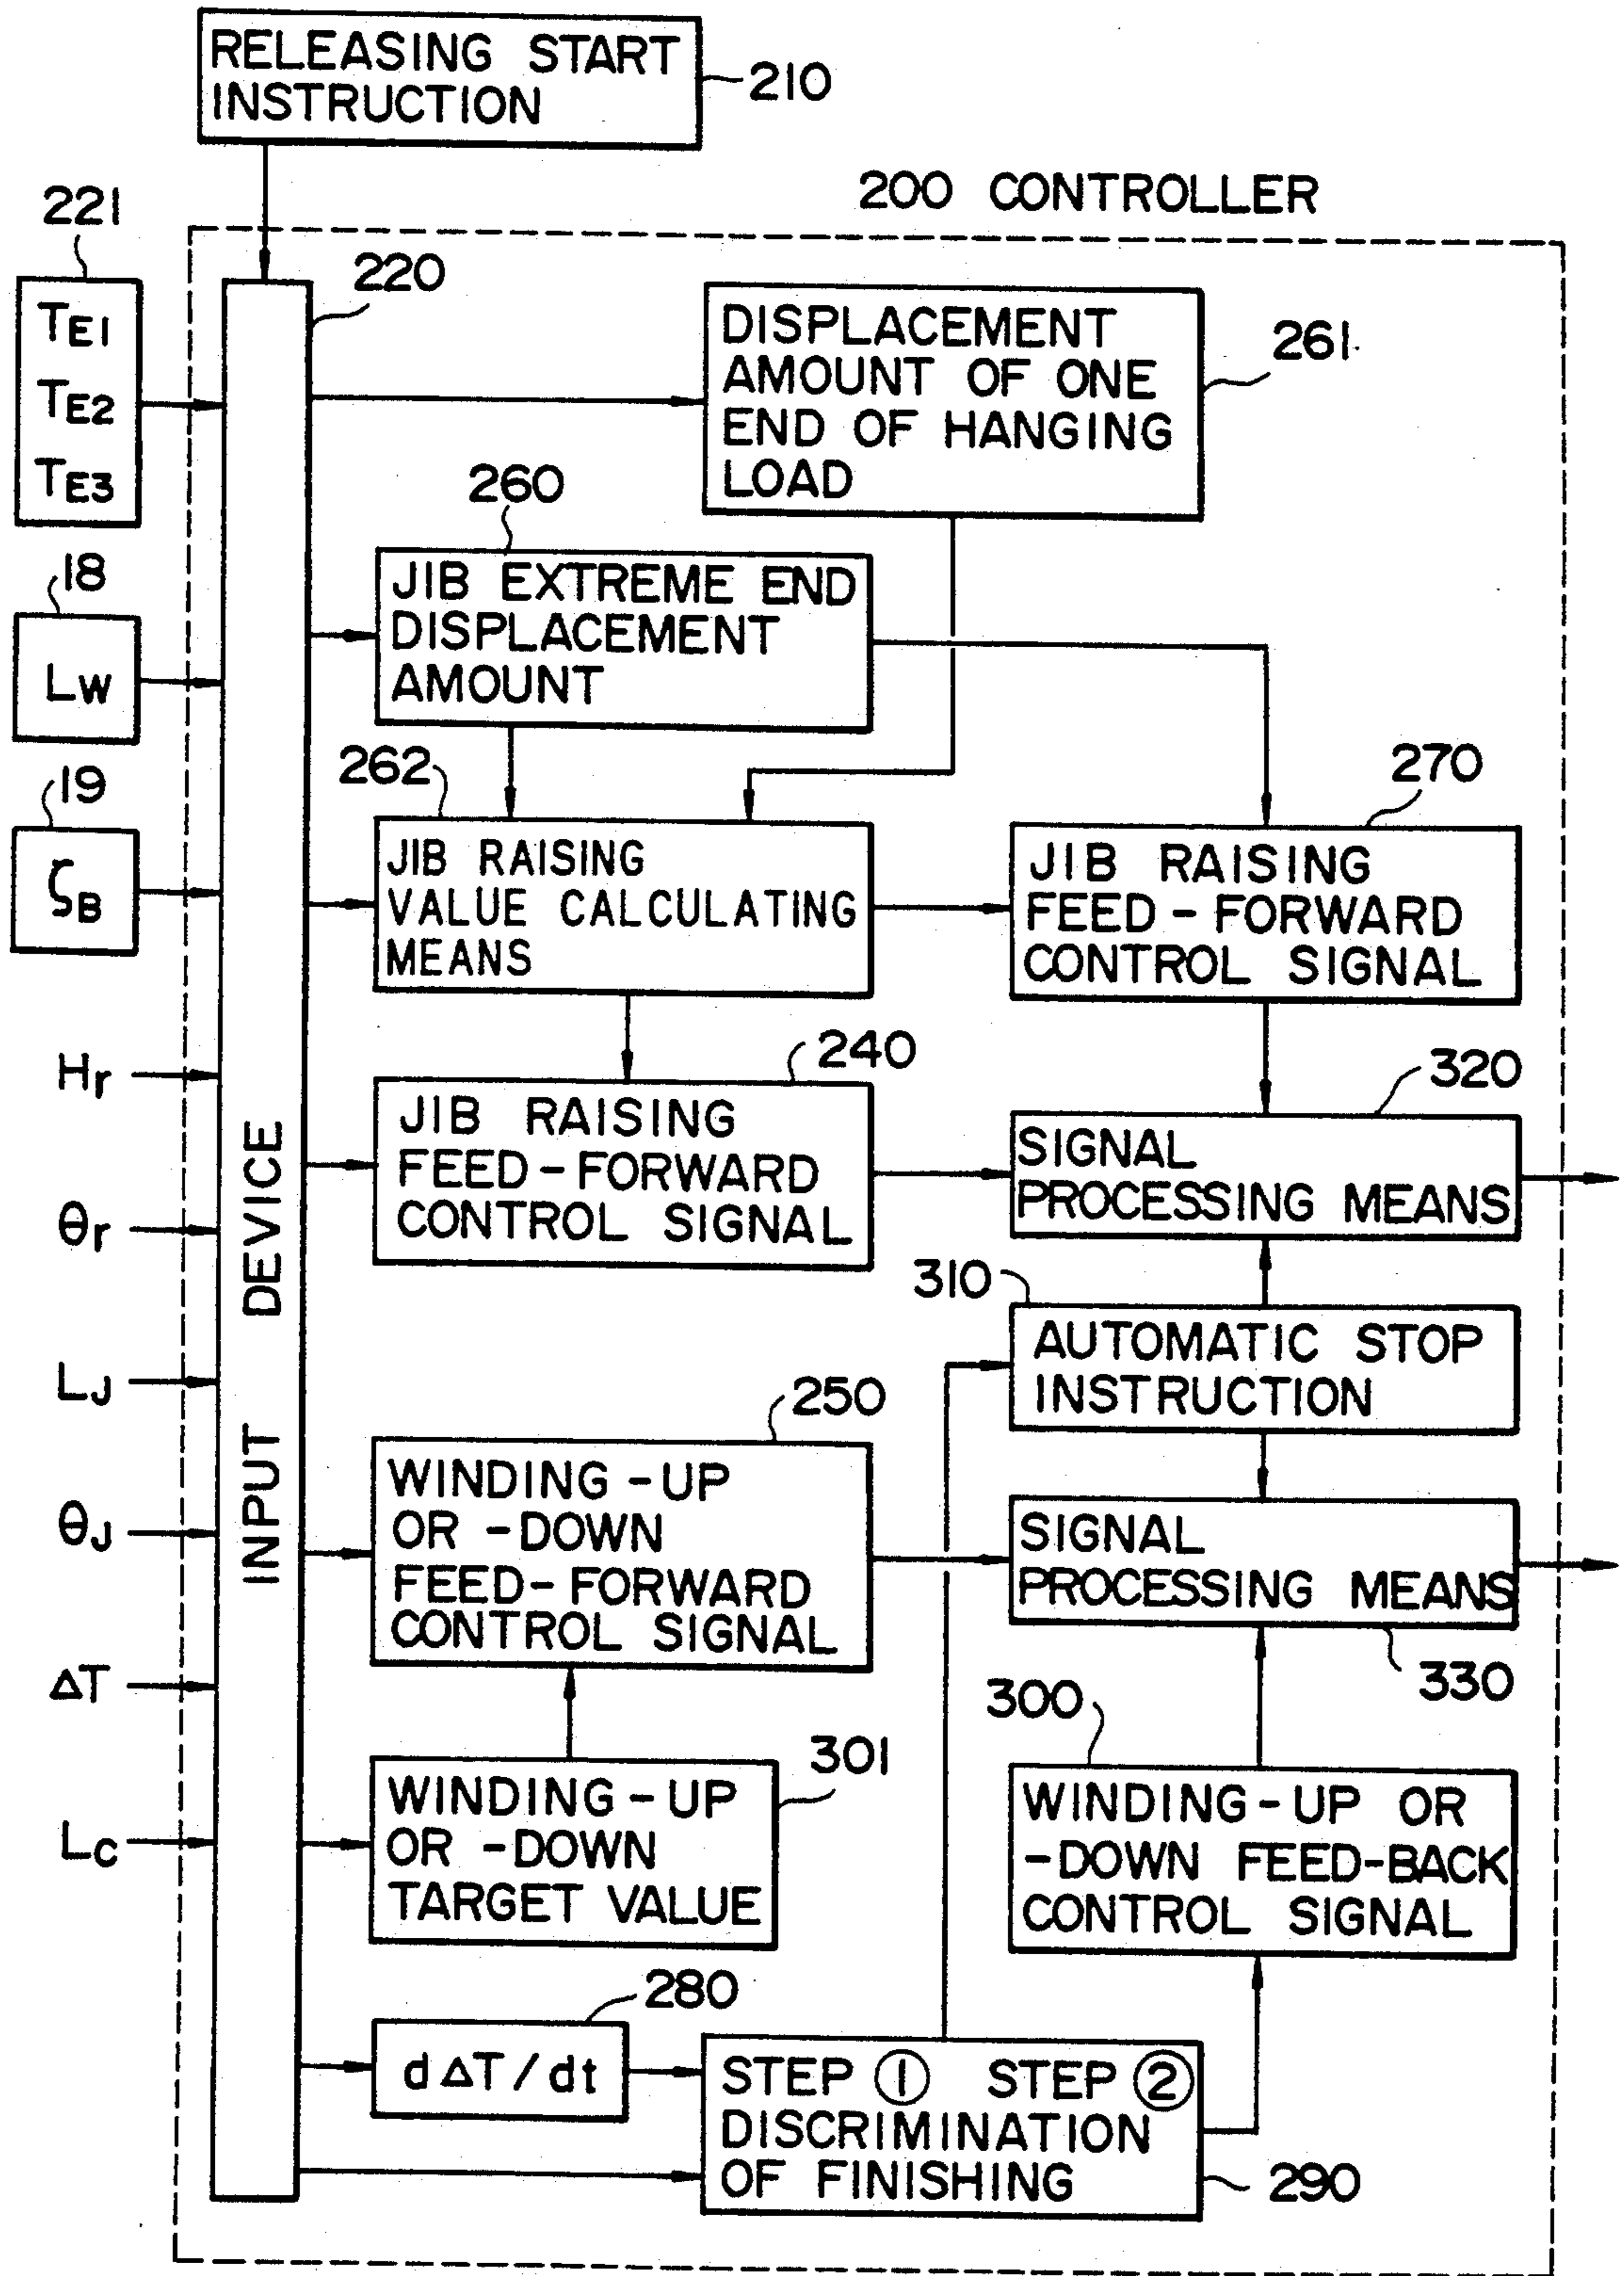 RELEASING START
INSTRUCTION
210
200 CONTROLLER
221
TE1
TE2
TE3
220
DISPLACEMENT
AMOUNT OF ONE
END OF HANGING
LOAD
261
260
JIB EXTREME END
DISPLACEMENT
AMOUNT
18
LW
19
ζB
262
JIB RAISING
VALUE CALCULATING
MEANS
270
JIB RAISING
FEED-FORWARD
CONTROL SIGNAL
Hr
θr
LJ
θJ
ΔT
LC
INPUT DEVICE
240
JIB RAISING
FEED-FORWARD
CONTROL SIGNAL
320
SIGNAL
PROCESSING MEANS
310
AUTOMATIC STOP
INSTRUCTION
250
WINDING-UP
OR -DOWN
FEED-FORWARD
CONTROL SIGNAL
SIGNAL
PROCESSING MEANS
330
301
WINDING-UP
OR -DOWN
TARGET VALUE
300
WINDING-UP OR
-DOWN FEED-BACK
CONTROL SIGNAL
280
dΔT/dt
STEP ① STEP ②
DISCRIMINATION
OF FINISHING
290